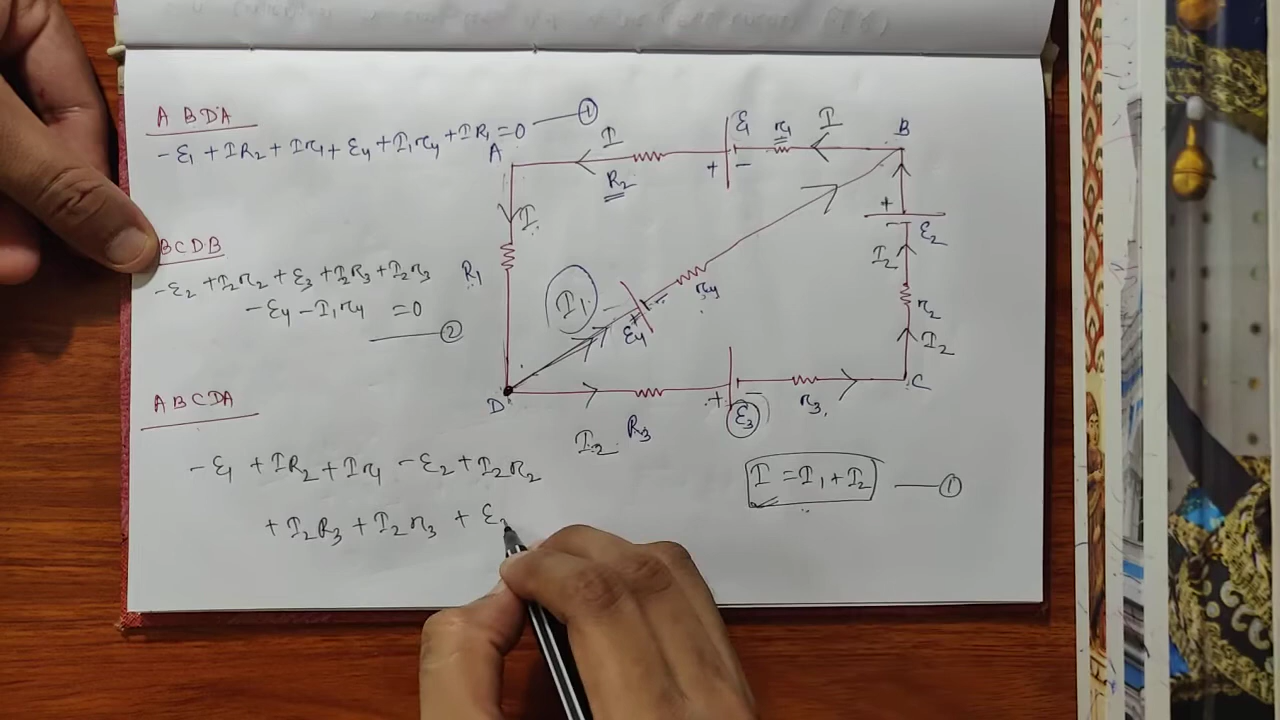 A B D A
-ε1 + IR2 + Ir1 + ε4 + I1r4 + IR1 = 0 — ①
BCDB
-ε2 + I2r2 + ε3 + I2R3 + I2r3
-ε4 - I1r4 = 0
— ②
ABCDA
-ε1 + IR2 + Ir1 - ε2 + I2r2
+ I2R3 + I2r3 + ε3
A
I
R2
+
-
ε1
r1
I
B
I
R1
I1
+
-
ε4
r4
+
-
ε2
I2
r2
I2
C
D
I2
R3
+
-
ε3
r3
I = I1 + I2 — ①